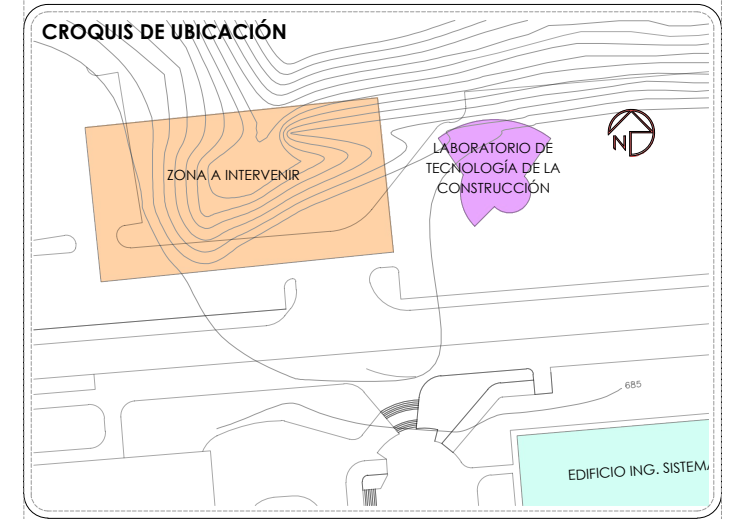 CROQUIS DE UBICACIÓN
N
LABORATORIO DE
TECNOLOGÍA DE LA
CONSTRUCCIÓN
ZONA A INTERVENIR
685
EDIFICIO ING. SISTEMA